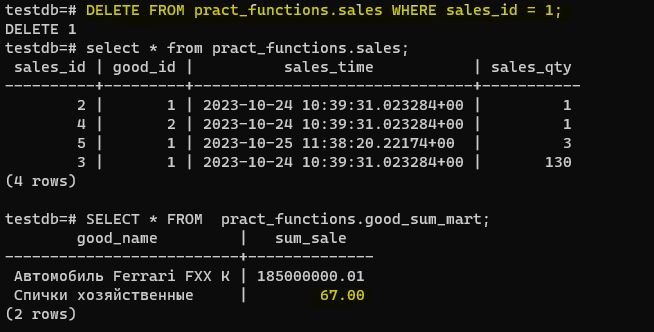 testdb=# DELETE FROM pract_functions.sales WHERE sales_id = 1;
DELETE 1
testdb=# select * from pract_functions.sales;
 sales_id | good_id |          sales_time           | sales_qty
----------+---------+-------------------------------+-----------
        2 |       1 | 2023-10-24 10:39:31.023284+00 |         1
        4 |       2 | 2023-10-24 10:39:31.023284+00 |         1
        5 |       1 | 2023-10-25 11:38:20.22174+00  |         3
        3 |       1 | 2023-10-24 10:39:31.023284+00 |       130
(4 rows)

testdb=# SELECT * FROM  pract_functions.good_sum_mart;
        good_name         |   sum_sale
--------------------------+--------------
 Автомобиль Ferrari FXX K | 185000000.01
 Спички хозяйственные     |        67.00
(2 rows)